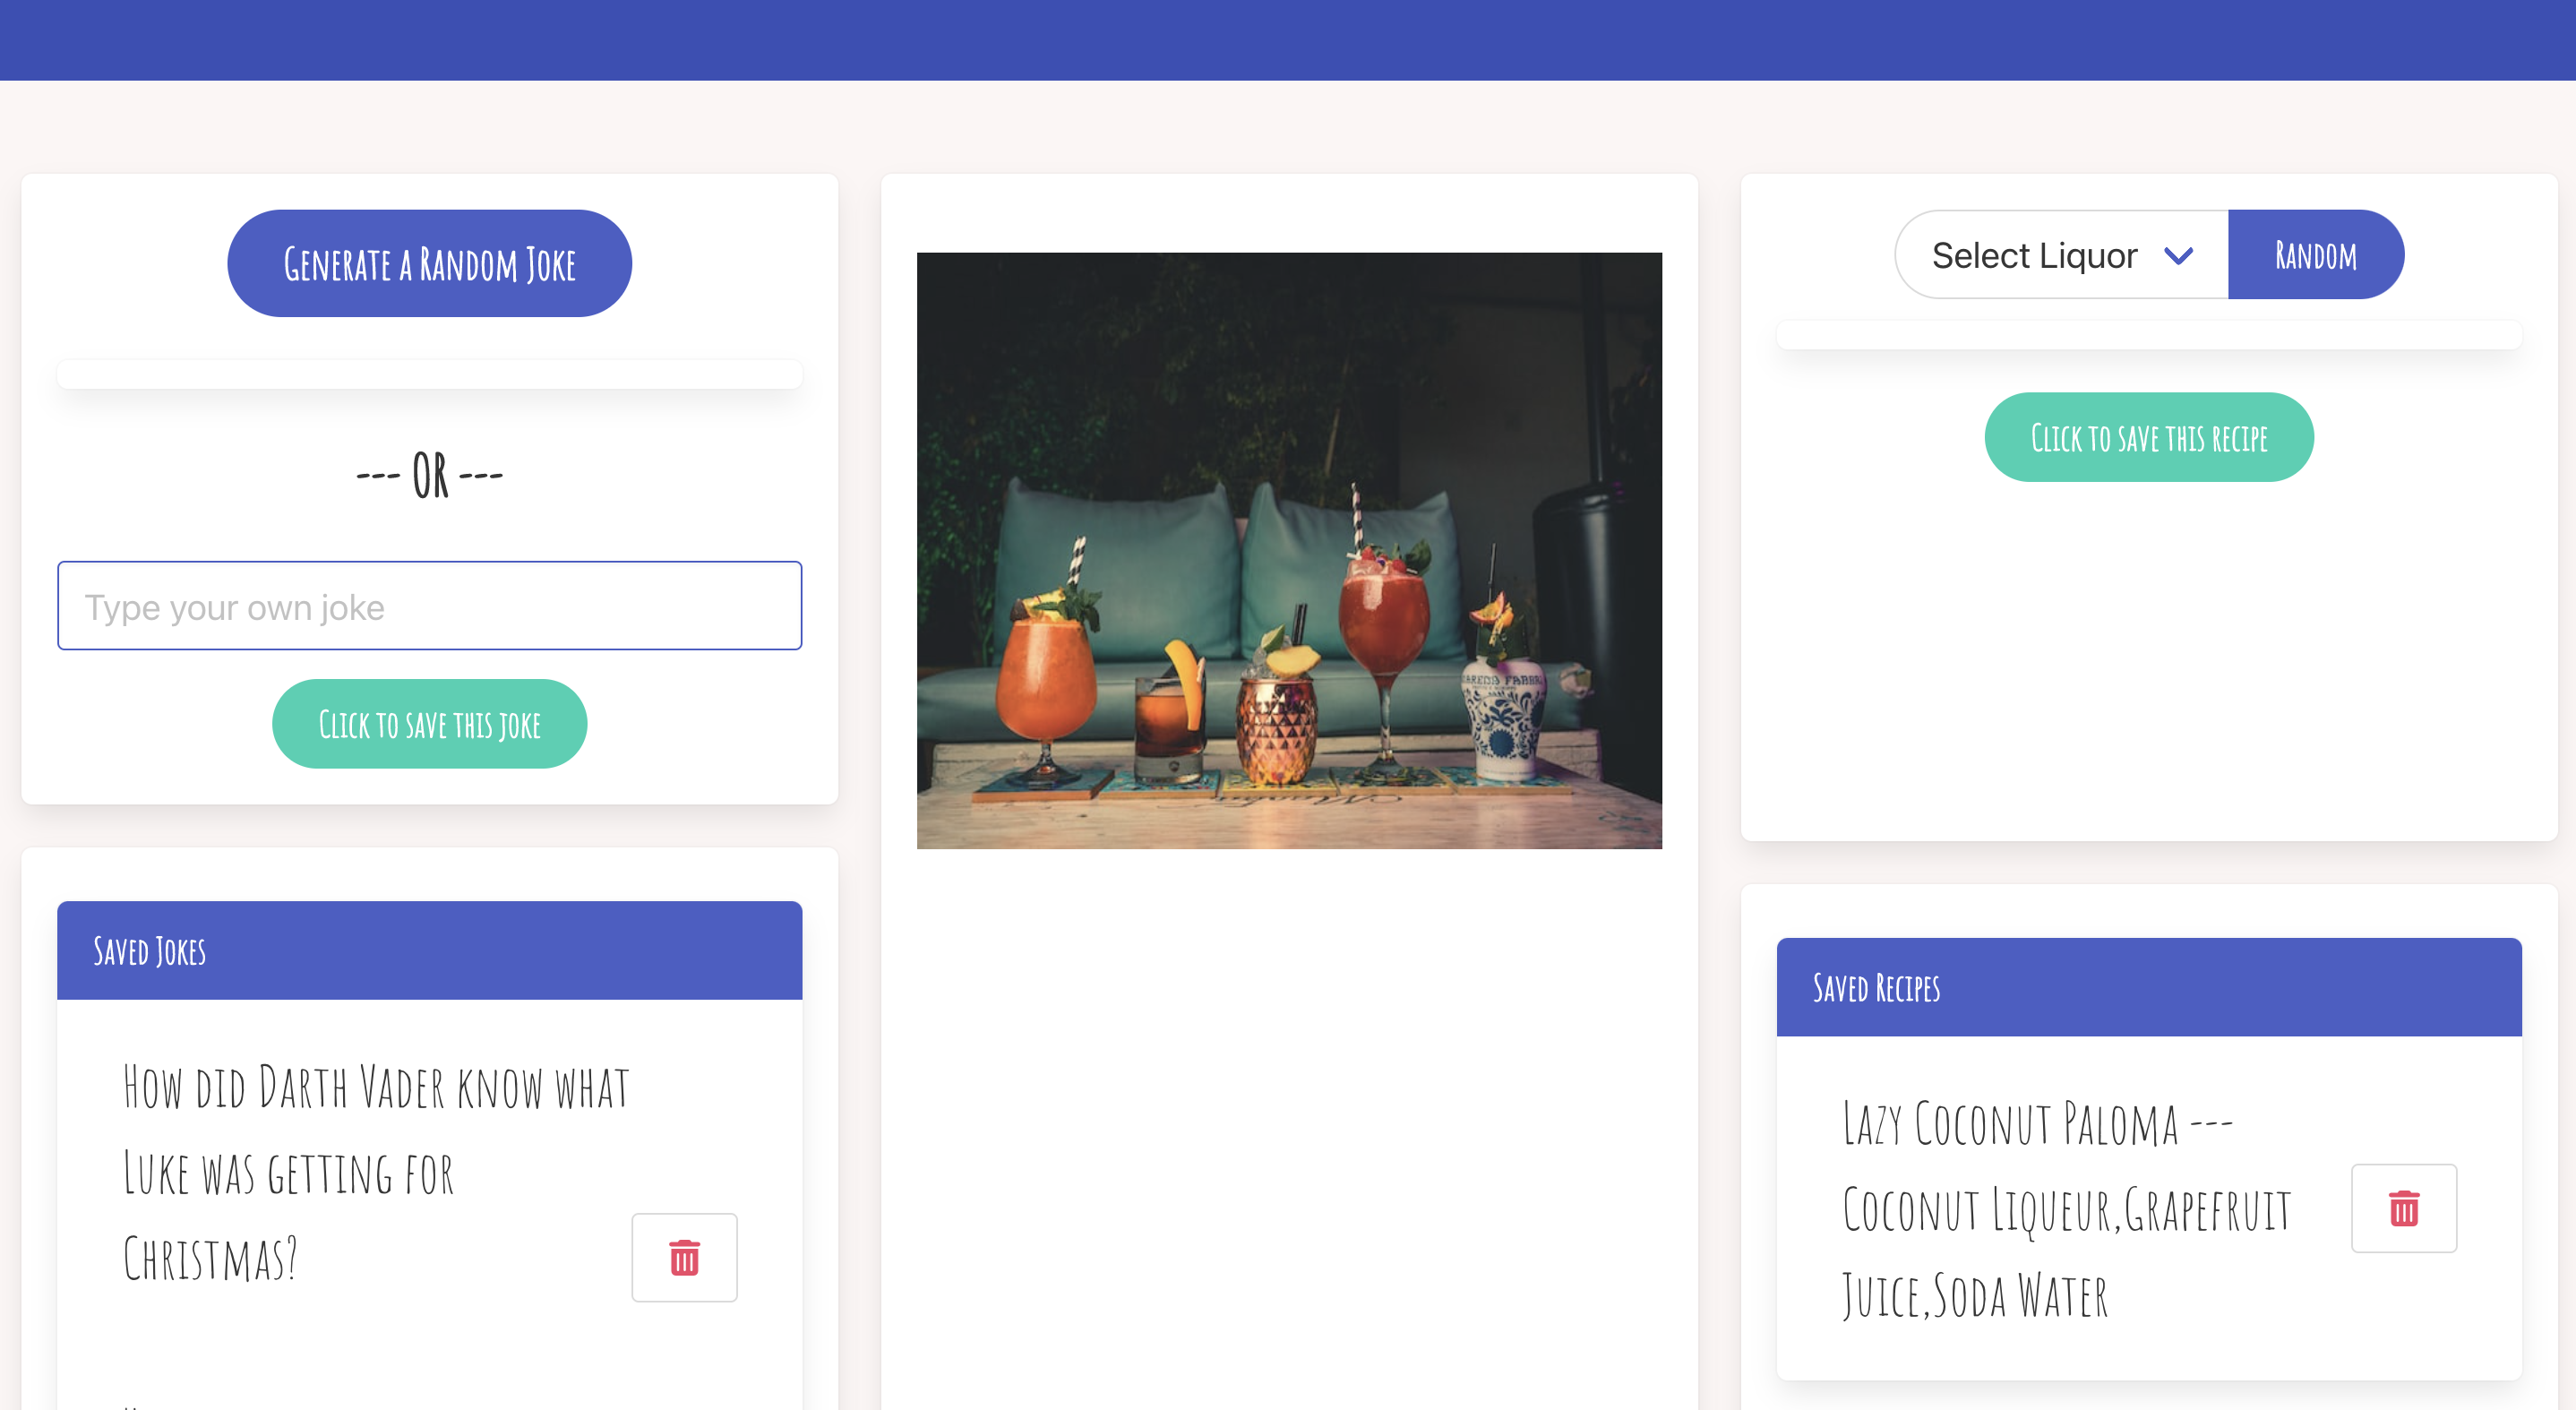 Generate a Random Joke
--- OR ---
Type your own joke
Click to save this joke
Saved Jokes
How did Darth Vader know what
Luke was getting for
Christmas?
Select Liquor
Random
Click to save this recipe
Saved Recipes
Lazy Coconut Paloma ---
Coconut Liqueur,Grapefruit
Juice,Soda Water